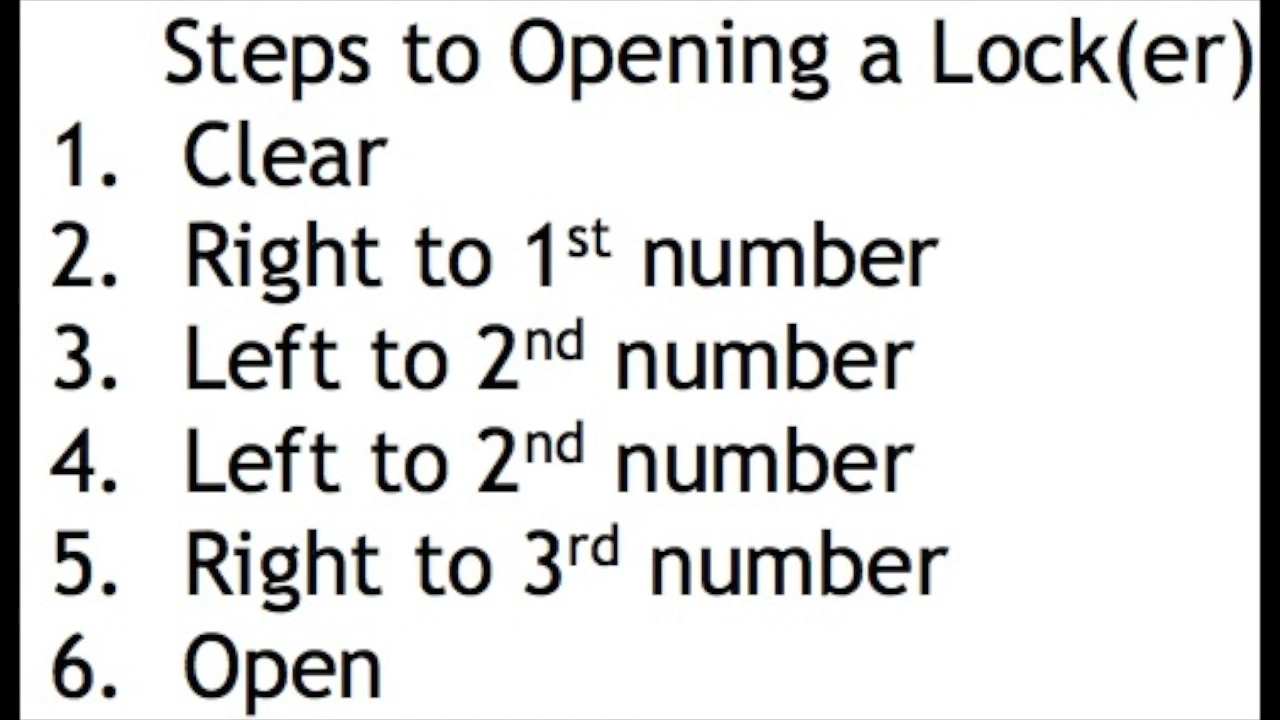 Steps to Opening a Lock(er)
1. Clear
2. Right to 1st number
3. Left to 2nd number
4. Left to 2nd number
5. Right to 3rd number
6. Open